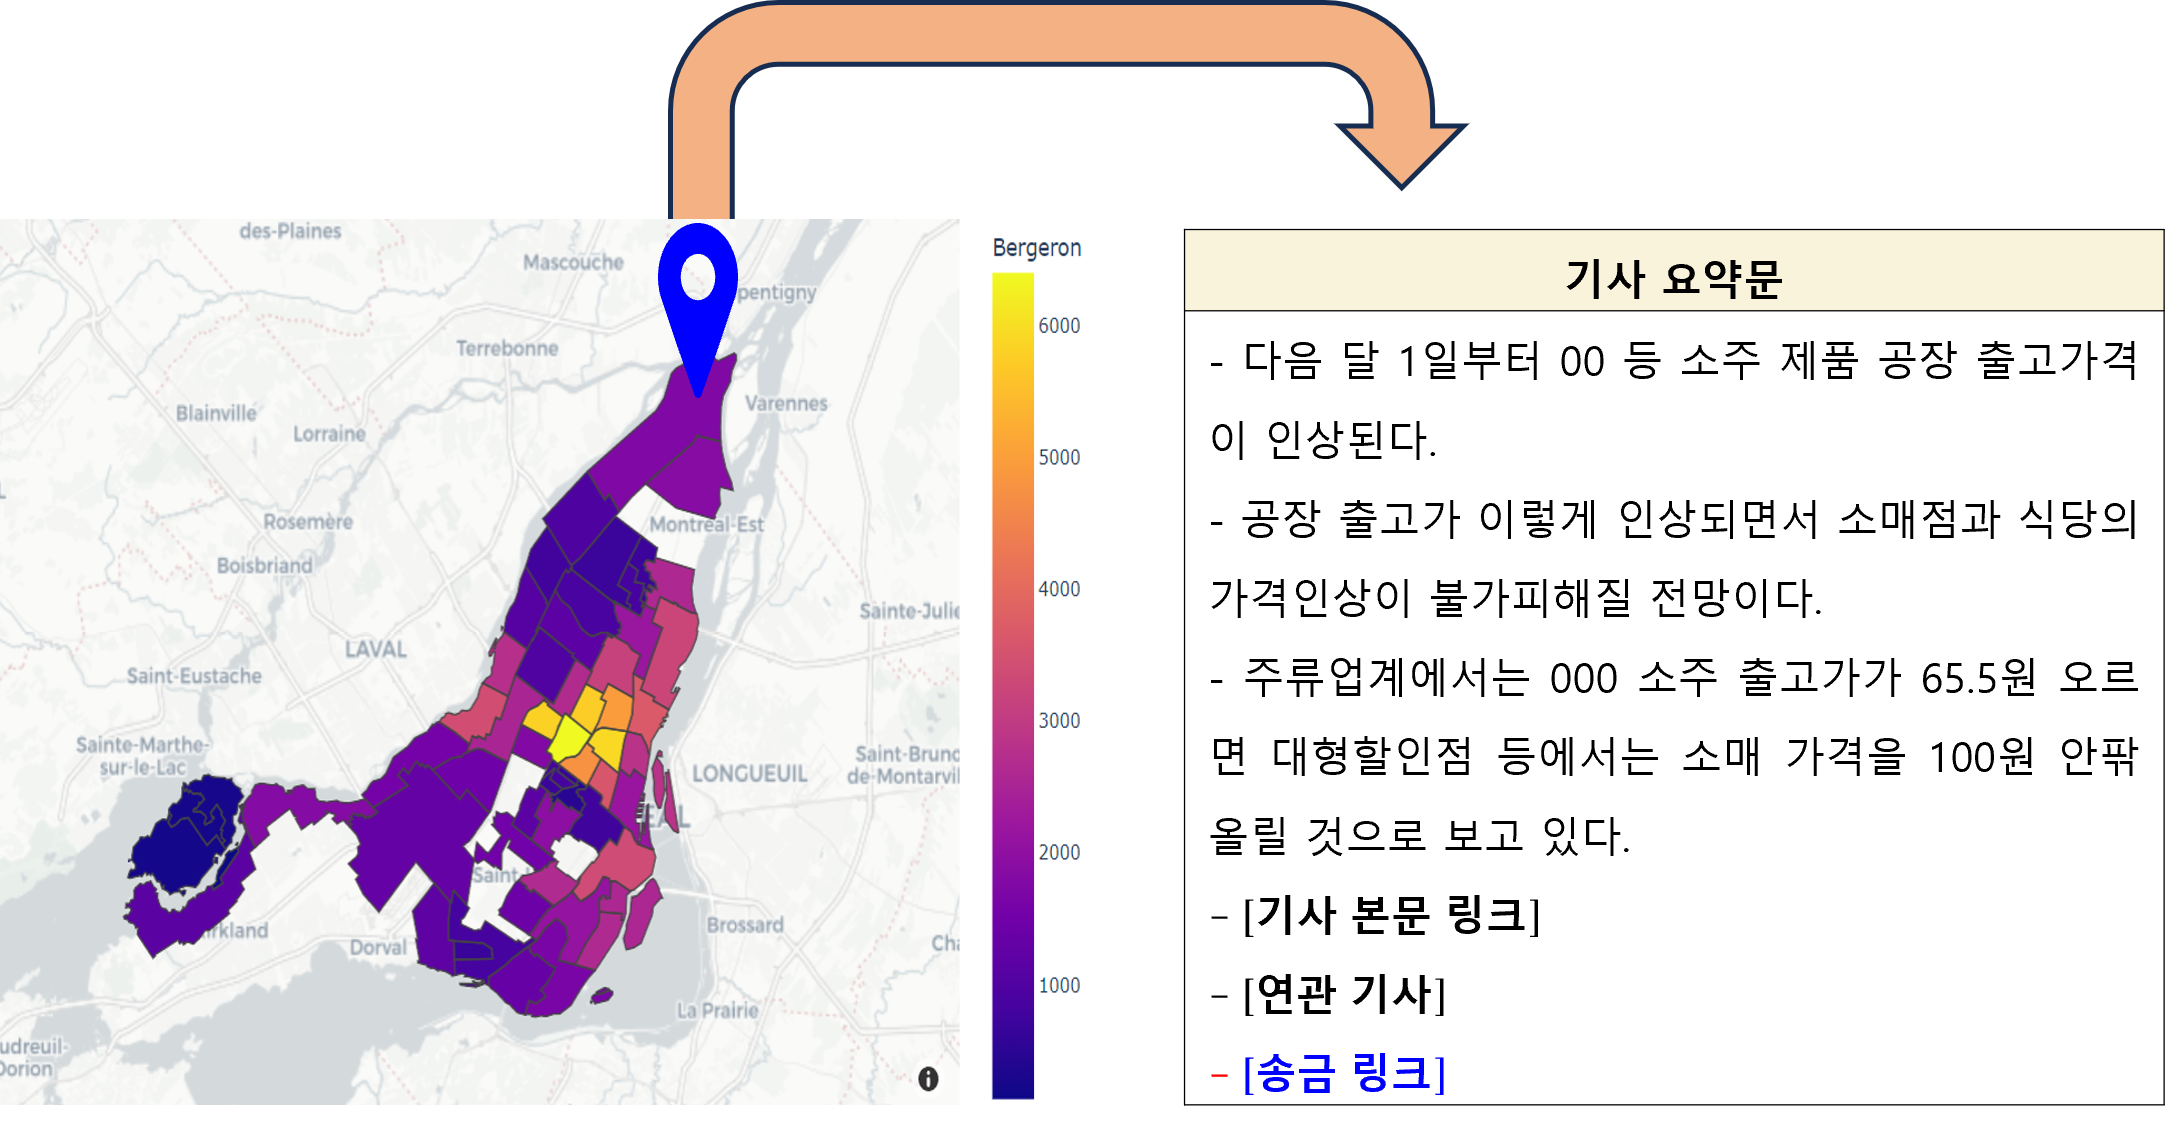 des-Plaines
Mascouche
pentigny
Terrebonne
Varennes
Blainville
Lorraine
Montréal-Est
Rosemère
Boisbriand
Sainte-Julie
LAVAL
Saint-Eustache
Sainte-Marthe-
sur-le-Lac
LONGUEUIL
Saint-Bruno
de-Montarvil
EAL
Saint-L
Brossard
irkland
Dorval
Cha
La Prairie
udreuil-
Dorion
Bergeron
6000
5000
4000
3000
2000
1000
기사 요약문
- 다음 달 1일부터 00 등 소주 제품 공장 출고가격
이 인상된다.
- 공장 출고가 이렇게 인상되면서 소매점과 식당의
가격인상이 불가피해질 전망이다.
- 주류업계에서는 000 소주 출고가가 65.5원 오르
면 대형할인점 등에서는 소매 가격을 100원 안팎
올릴 것으로 보고 있다.
- [기사 본문 링크]
- [연관 기사]
- [송금 링크]